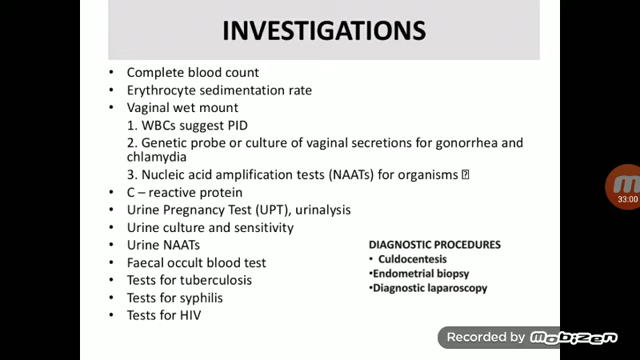 INVESTIGATIONS
• Complete blood count
• Erythrocyte sedimentation rate
• Vaginal wet mount
1. WBCs suggest PID
2. Genetic probe or culture of vaginal secretions for gonorrhea and
chlamydia
3. Nucleic acid amplification tests (NAATs) for organisms
• C – reactive protein
• Urine Pregnancy Test (UPT), urinalysis
• Urine culture and sensitivity
• Urine NAATs
• Faecal occult blood test
• Tests for tuberculosis
• Tests for syphilis
• Tests for HIV
DIAGNOSTIC PROCEDURES
• Culdocentesis
•Endometrial biopsy
•Diagnostic laparoscopy
M
33:00
Recorded by mobizen